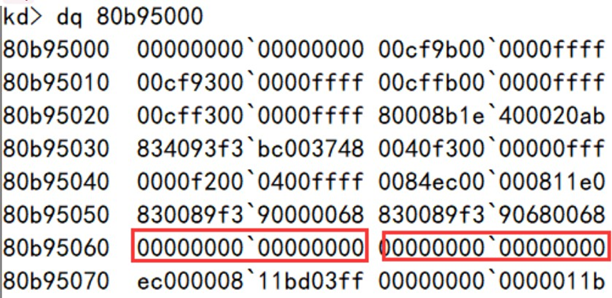 kd> dq 80b95000
80b95000  00000000`00000000 00cf9b00`0000ffff
80b95010  00cf9300`0000ffff 00cffb00`0000ffff
80b95020  00cff300`0000ffff 80008b1e`400020ab
80b95030  834093f3`bc003748 0040f300`00000fff
80b95040  0000f200`0400ffff 0084ec00`000811e0
80b95050  830089f3`90000068 830089f3`90680068
80b95060  00000000`00000000 00000000`00000000
80b95070  ec000008`11bd03ff 00000000`0000011b